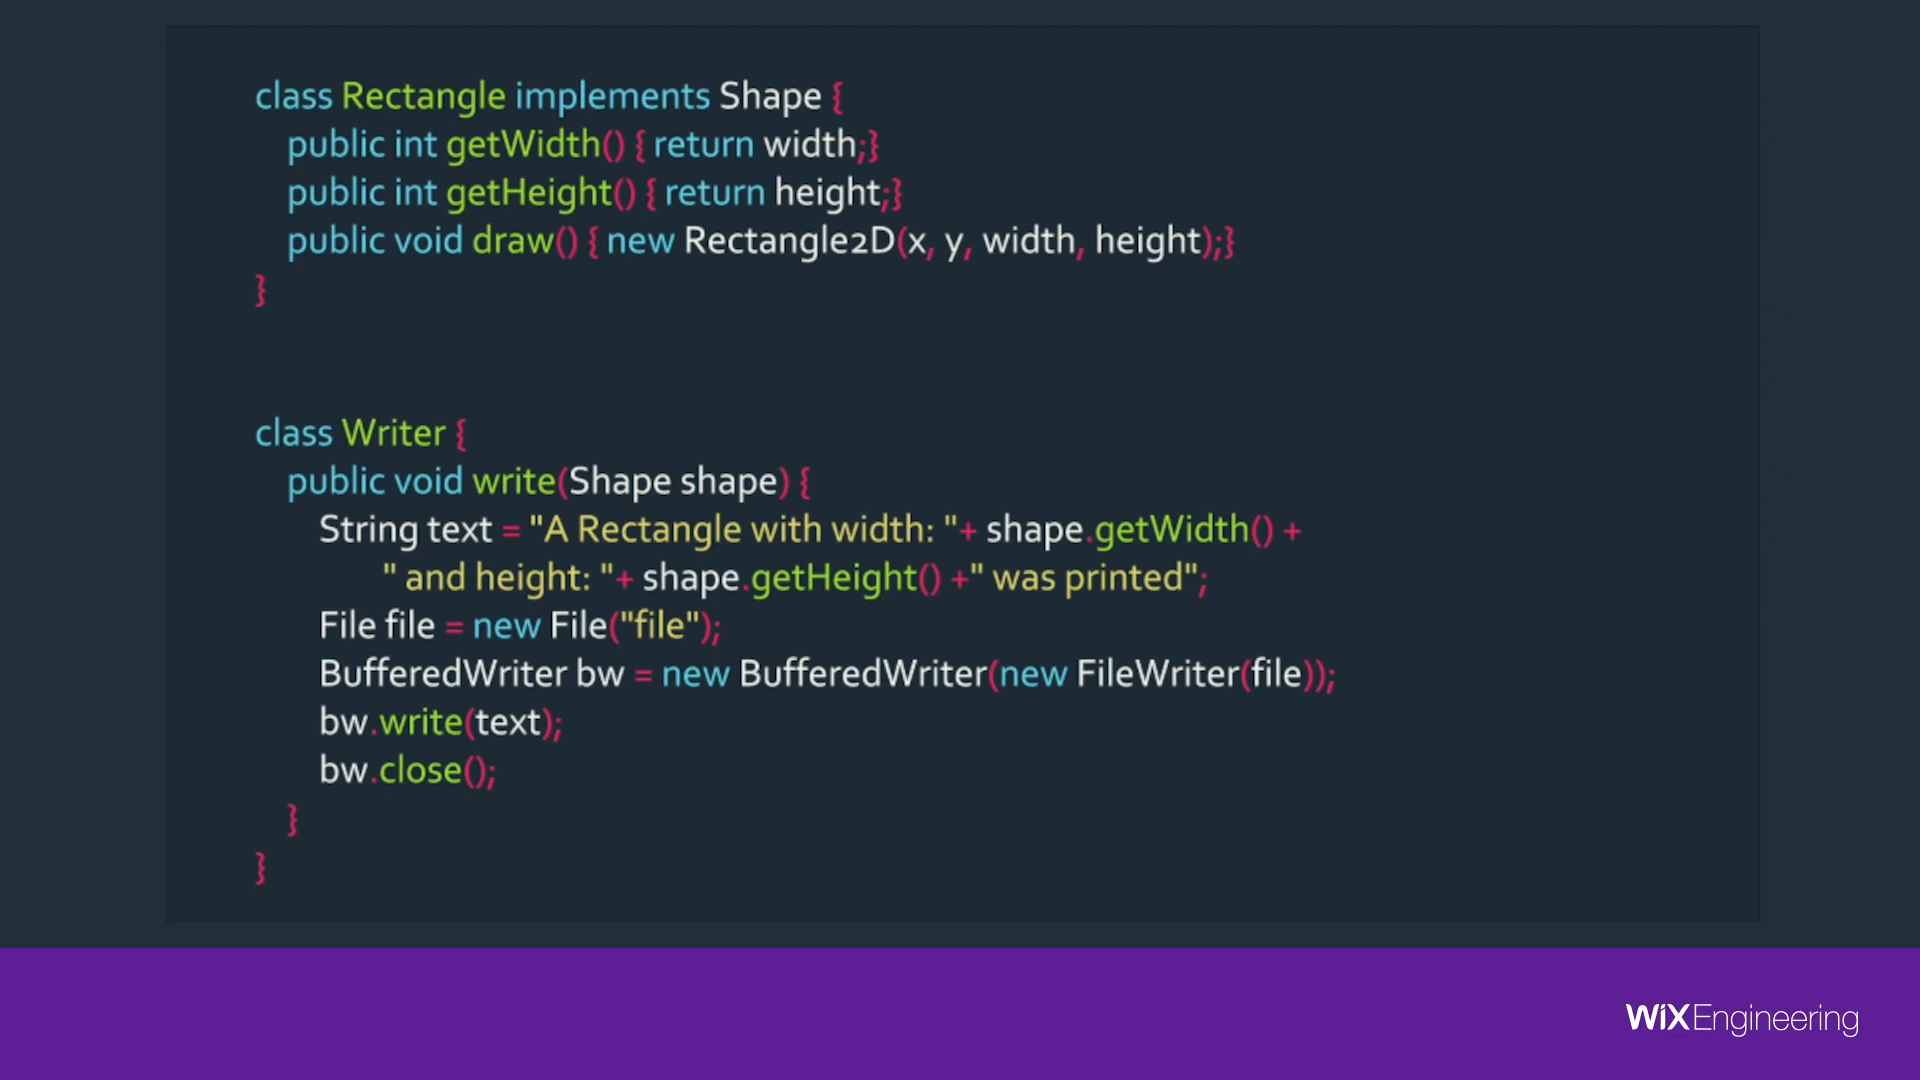 class Rectangle implements Shape {
public int getWidth() { return width;}
public int getHeight() { return height;}
public void draw() { new Rectangle2D(x, y, width, height);}
}
class Writer {
public void write(Shape shape) {
String text = "A Rectangle with width: "+ shape.getWidth() +
" and height: "+ shape.getHeight() +" was printed";
File file = new File("file");
BufferedWriter bw = new BufferedWriter(new FileWriter(file));
bw.write(text);
bw.close();
}
}
WiXEngineering